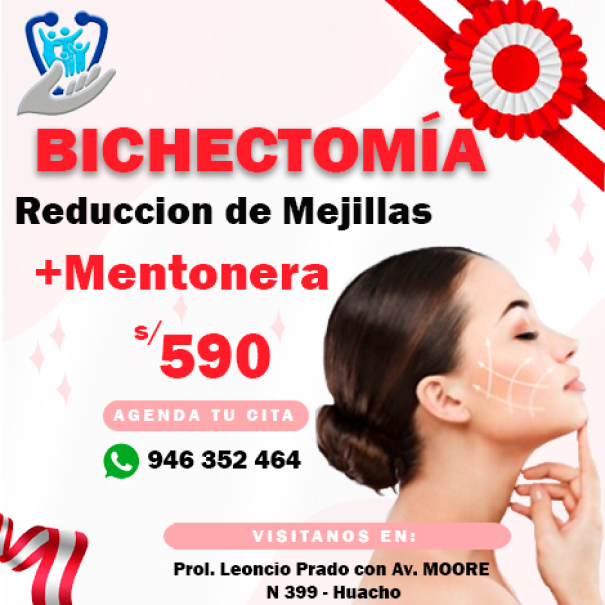 BICHECTOMÍA
Reduccion de Mejillas
+Mentonera
s/590
AGENDA TU CITA
946 352 464
VISITANOS EN:
Prol. Leoncio Prado con Av. MOORE
N 399 - Huacho